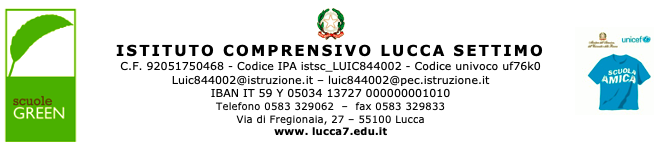 ISTITUTO COMPRENSIVO LUCCA SETTIMO
C.F. 92051750468 - Codice IPA istsc_LUIC844002 - Codice univoco uf76k0
Luic844002@istruzione.it – luic844002@pec.istruzione.it
IBAN IT 59 Y 05034 13727 000000001010
Telefono 0583 329062 – fax 0583 329833
Via di Fregionaia, 27 – 55100 Lucca
www. lucca7.edu.it
scuole
GREEN
unicef
SCUOLA
AMICA